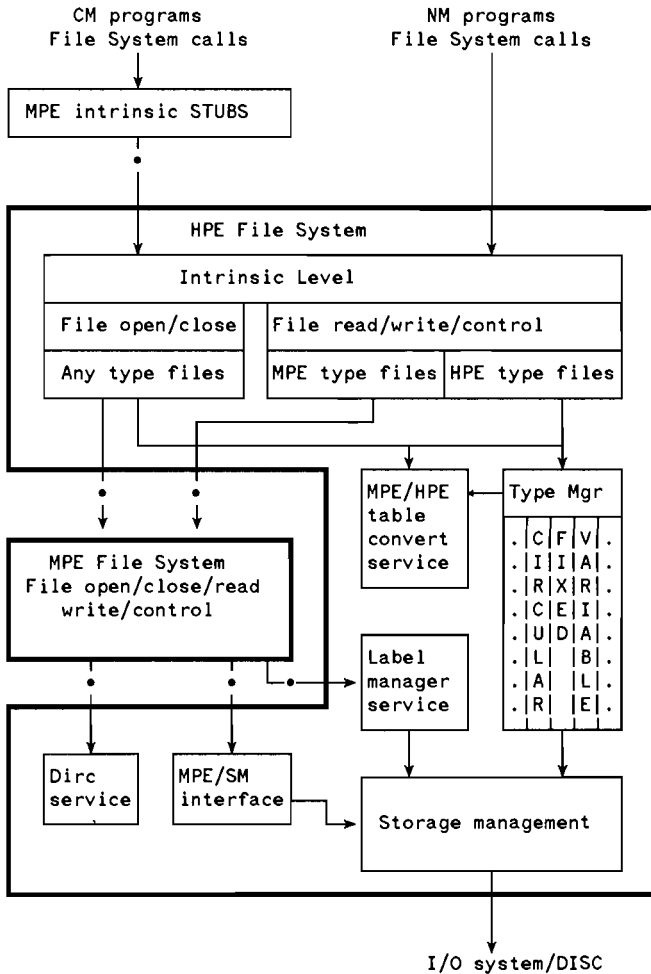 CM programs
File System calls
NM programs
File System calls
MPE intrinsic STUBS
HPE File System
Intrinsic Level
File open/close
File read/write/control
Any type files
MPE type files
HPE type files
MPE/HPE
table
convert
service
Type Mgr
.|C|F|V|.
.|I|I|A|.
.|R|X|R|.
.|C|E|I|.
.|U|D|A|.
.|L| |B|.
.|A| |L|.
.|R| |E|.
MPE File System
File open/close/read
write/control
Label
manager
service
Dirc
service
MPE/SM
interface
Storage management
I/O system/DISC